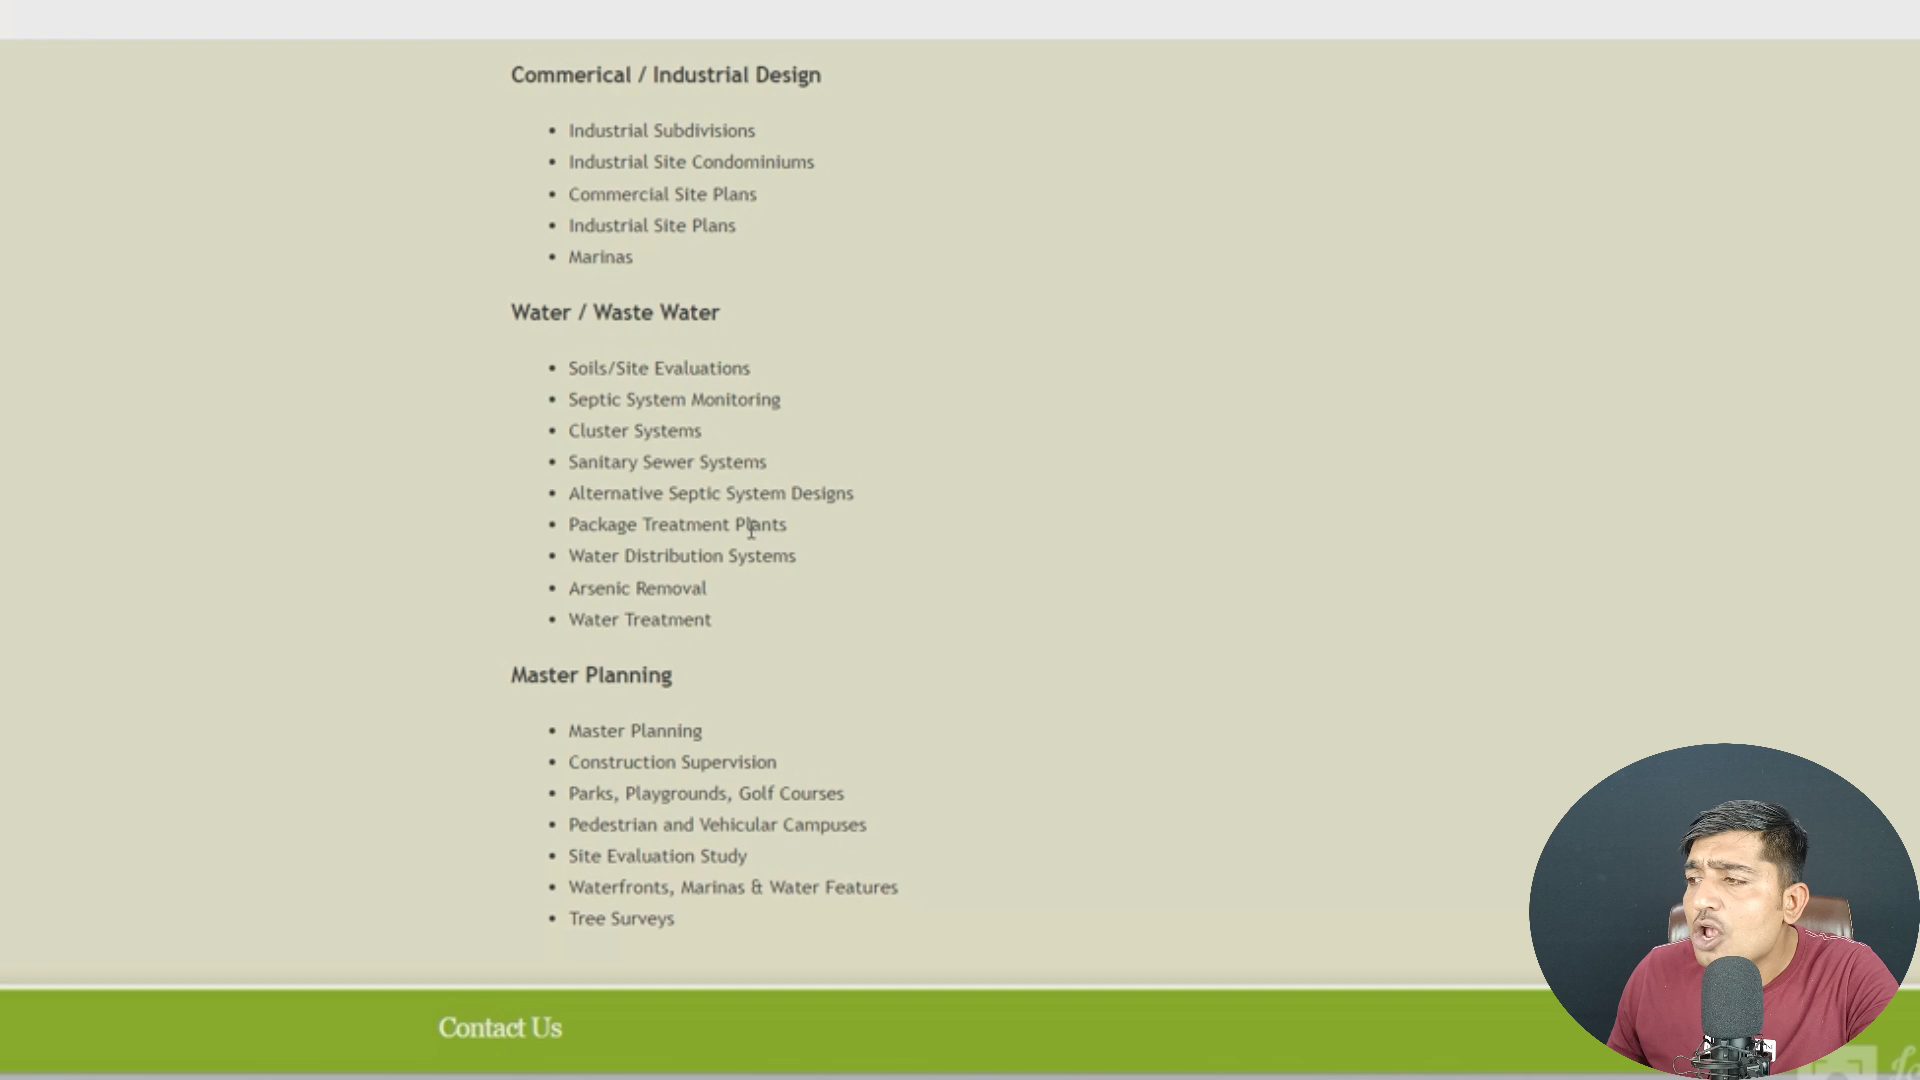 Commerical / Industrial Design
• Industrial Subdivisions
• Industrial Site Condominiums
• Commercial Site Plans
• Industrial Site Plans
• Marinas
Water / Waste Water
• Soils/Site Evaluations
• Septic System Monitoring
• Cluster Systems
• Sanitary Sewer Systems
• Alternative Septic System Designs
• Package Treatment Plants
• Water Distribution Systems
• Arsenic Removal
• Water Treatment
Master Planning
• Master Planning
• Construction Supervision
• Parks, Playgrounds, Golf Courses
• Pedestrian and Vehicular Campuses
• Site Evaluation Study
• Waterfronts, Marinas & Water Features
• Tree Surveys
Contact Us